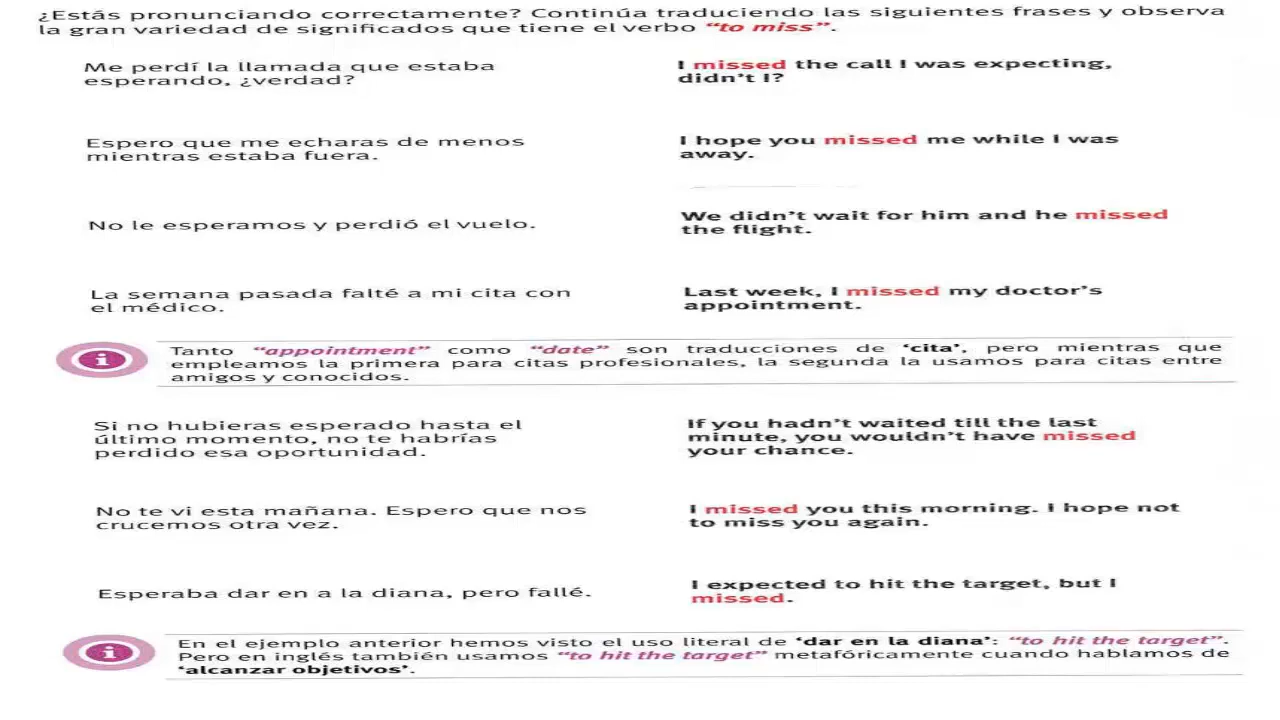 ¿Estás pronunciando correctamente? Continúa traduciendo las siguientes frases y observa
la gran variedad de significados que tiene el verbo “to miss”.
Me perdí la llamada que estaba
esperando, ¿verdad?
I missed the call I was expecting,
didn’t I?
Espero que me echaras de menos
mientras estaba fuera.
I hope you missed me while I was
away.
No le esperamos y perdió el vuelo.
We didn’t wait for him and he missed
the flight.
La semana pasada falté a mi cita con
el médico.
Last week, I missed my doctor’s
appointment.
Tanto “appointment” como “date” son traducciones de ‘cita’, pero mientras que
empleamos la primera para citas profesionales, la segunda la usamos para citas entre
amigos y conocidos.
Si no hubieras esperado hasta el
último momento, no te habrías
perdido esa oportunidad.
If you hadn’t waited till the last
minute, you wouldn’t have missed
your chance.
No te vi esta mañana. Espero que nos
crucemos otra vez.
I missed you this morning. I hope not
to miss you again.
Esperaba dar en a la diana, pero fallé.
I expected to hit the target, but I
missed.
En el ejemplo anterior hemos visto el uso literal de ‘dar en la diana’: “to hit the target”.
Pero en inglés también usamos “to hit the target” metafóricamente cuando hablamos de
‘alcanzar objetivos’.